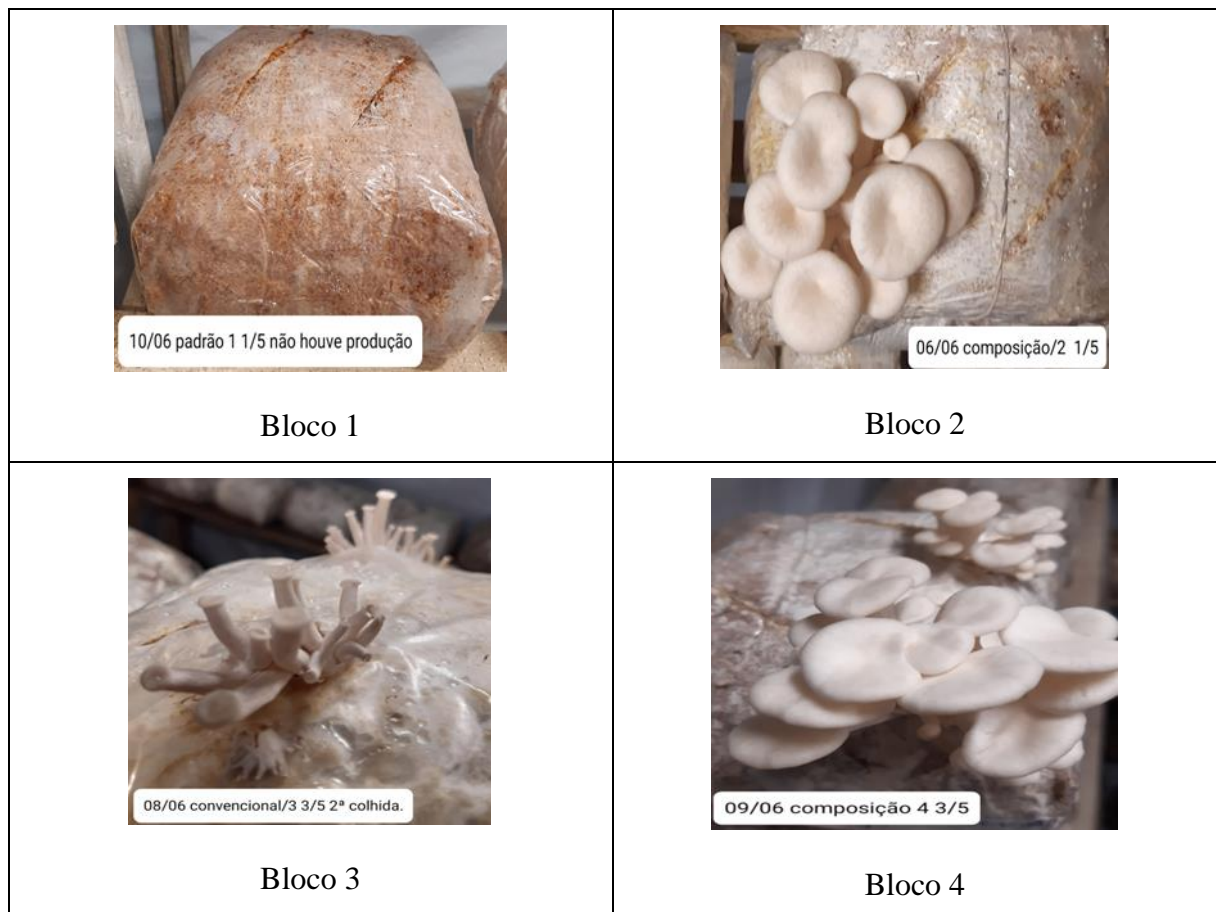 10/06 padrão 1 1/5 não houve produção
Bloco 1
06/06 composição/2 1/5
Bloco 2
08/06 convencional/3 3/5 2ª colhida.
Bloco 3
09/06 composição 4 3/5
Bloco 4